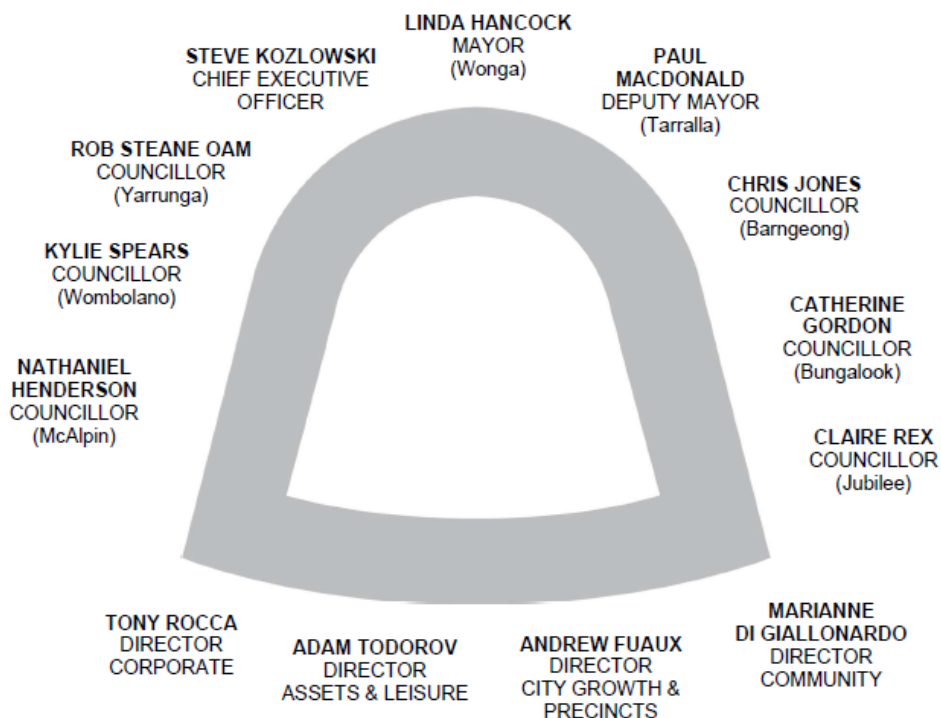 LINDA HANCOCK
MAYOR
(Wonga)
STEVE KOZLOWSKI
CHIEF EXECUTIVE
OFFICER
PAUL
MACDONALD
DEPUTY MAYOR
(Tarralla)
ROB STEANE OAM
COUNCILLOR
(Yarrunga)
CHRIS JONES
COUNCILLOR
(Barngeong)
KYLIE SPEARS
COUNCILLOR
(Wombolano)
CATHERINE
GORDON
COUNCILLOR
(Bungalook)
NATHANIEL
HENDERSON
COUNCILLOR
(McAlpin)
CLAIRE REX
COUNCILLOR
(Jubilee)
TONY ROCCA
DIRECTOR
CORPORATE
ADAM TODOROV
DIRECTOR
ASSETS & LEISURE
ANDREW FUAUX
DIRECTOR
CITY GROWTH &
PRECINCTS
MARIANNE
DI GIALLONARDO
DIRECTOR
COMMUNITY